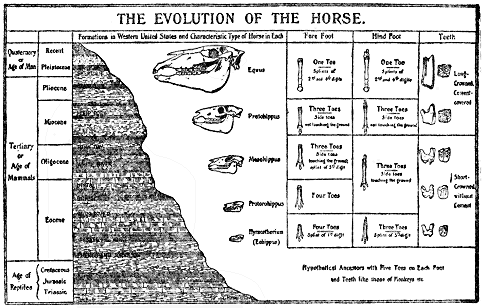 THE EVOLUTION OF THE HORSE.
Formations in Western United States and Characteristic Type of Horse in Each
Fore Foot
Hind Foot
Teeth
Quaternary
or
Age of Man
Recent
Pleistocene
Equus
One Toe
Splints of
2nd and 4th digits
One Toe
Splints of
2nd and 4th digits
Long-
Crowned,
Cement-
covered
Tertiary
or
Age of
Mammals
Pliocene
Miocene
Protohippus
Three Toes
Side toes
not touching the ground
Three Toes
Side toes
not touching the ground
Oligocene
Mesohippus
Three Toes
Side toes
touching the ground;
splint of 5th digit
Three Toes
Side toes
touching the ground
Short-
Crowned,
without
Cement
Eocene
Protorohippus
Four Toes
Hyracotherium
(Eohippus)
Four Toes
Splint of 1st digit
Three Toes
Splint of 5th digit
Age of
Reptiles
Cretaceous
Jurassic
Triassic
Hypothetical Ancestors with Five Toes on Each Foot
and Teeth like those of Monkeys etc.